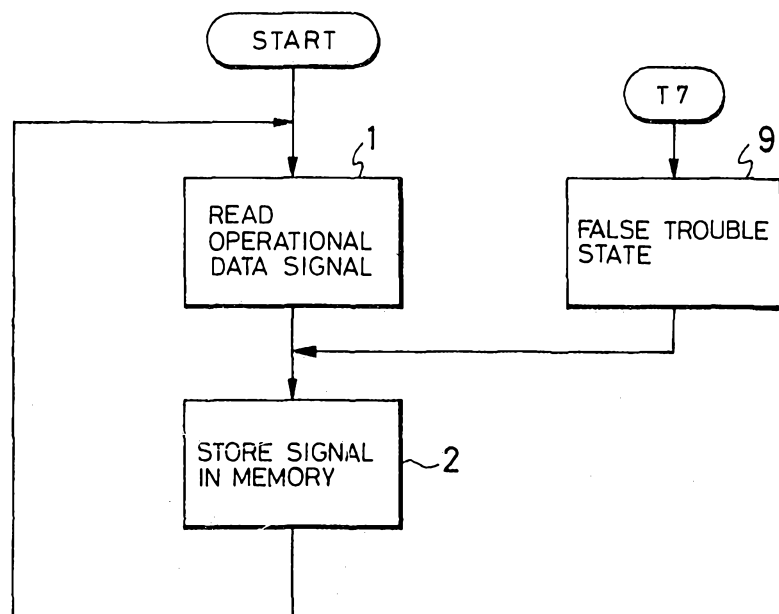 START
T7
1
9
READ
OPERATIONAL
DATA SIGNAL
FALSE TROUBLE
STATE
STORE SIGNAL
IN MEMORY
2